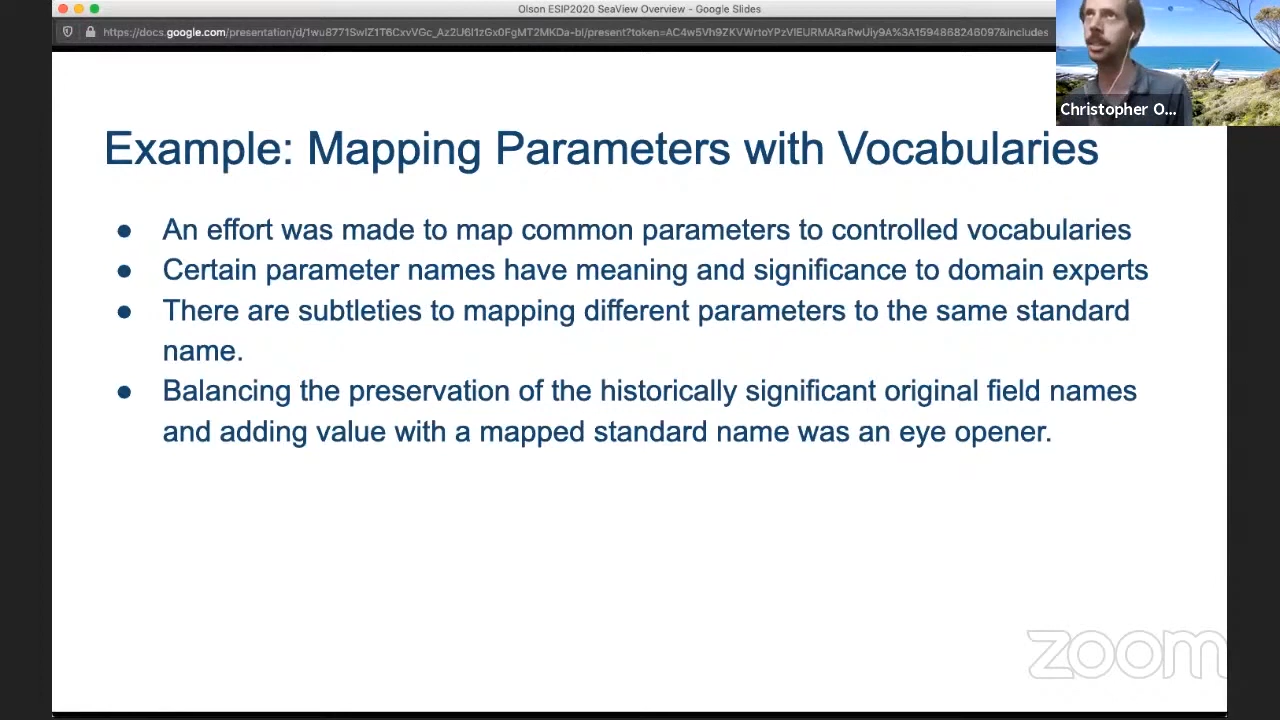 Olson ESIP2020 SeaView Overview - Google Slides
Christopher O...
Example: Mapping Parameters with Vocabularies
● An effort was made to map common parameters to controlled vocabularies
● Certain parameter names have meaning and significance to domain experts
● There are subtleties to mapping different parameters to the same standard
name.
● Balancing the preservation of the historically significant original field names
and adding value with a mapped standard name was an eye opener.
zoom